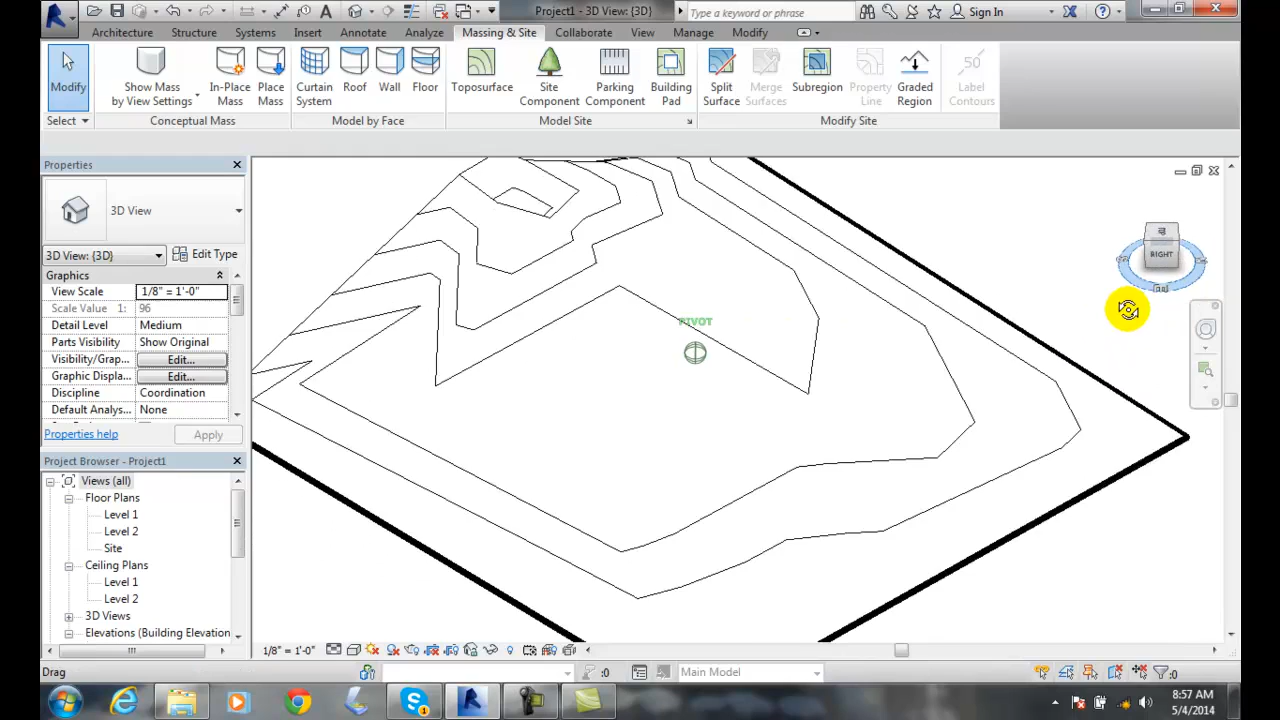 Project1 - 3D View: {3D}
Type a keyword or phrase
Sign In
Architecture
Structure
Systems
Insert
Annotate
Analyze
Massing & Site
Collaborate
View
Manage
Modify
Modify
Show Mass
by View Settings
In-Place
Mass
Place
Mass
Curtain
System
Roof
Wall
Floor
Toposurface
Site
Component
Parking
Component
Building
Pad
Split
Surface
Merge
Surfaces
Subregion
Property
Line
Graded
Region
50
Label
Contours
Select
Conceptual Mass
Model by Face
Model Site
Modify Site
Properties
3D View
3D View: {3D}
Edit Type
Graphics
View Scale
1/8" = 1'-0"
Scale Value 1:
96
Detail Level
Medium
Parts Visibility
Show Original
Visibility/Grap...
Edit...
Graphic Displa...
Edit...
Discipline
Coordination
Default Analys...
None
Properties help
Apply
Project Browser - Project1
Views (all)
Floor Plans
Level 1
Level 2
Site
Ceiling Plans
Level 1
Level 2
3D Views
Elevations (Building Elevation
PIVOT
RIGHT
1/8" = 1'-0"
Drag
:0
Main Model
:0
1
8:57 AM
5/4/2014